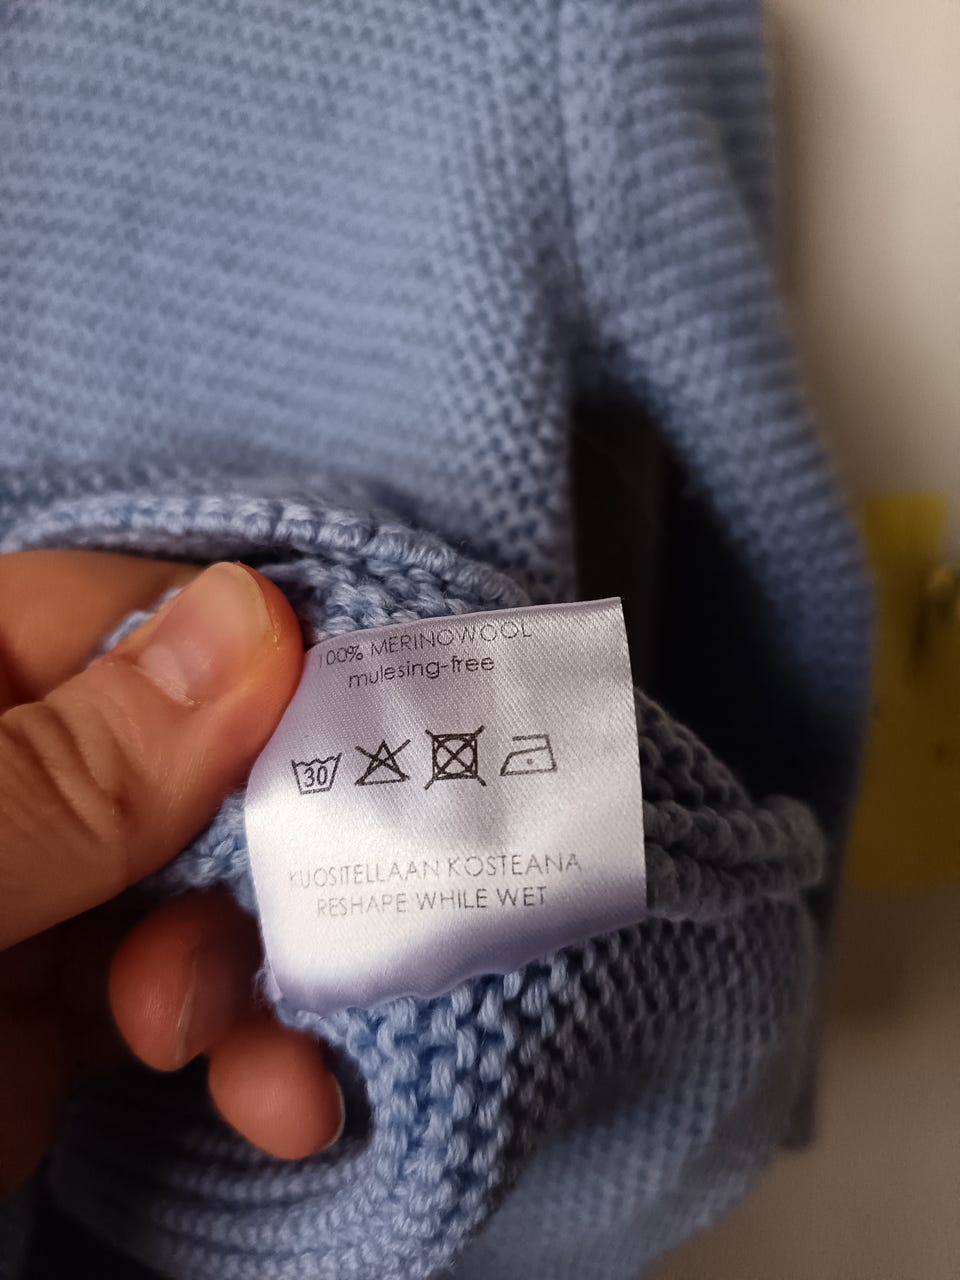 100% MERINOWOOL
mulesing-free
30
KUOSITELLAAN KOSTEANA
RESHAPE WHILE WET